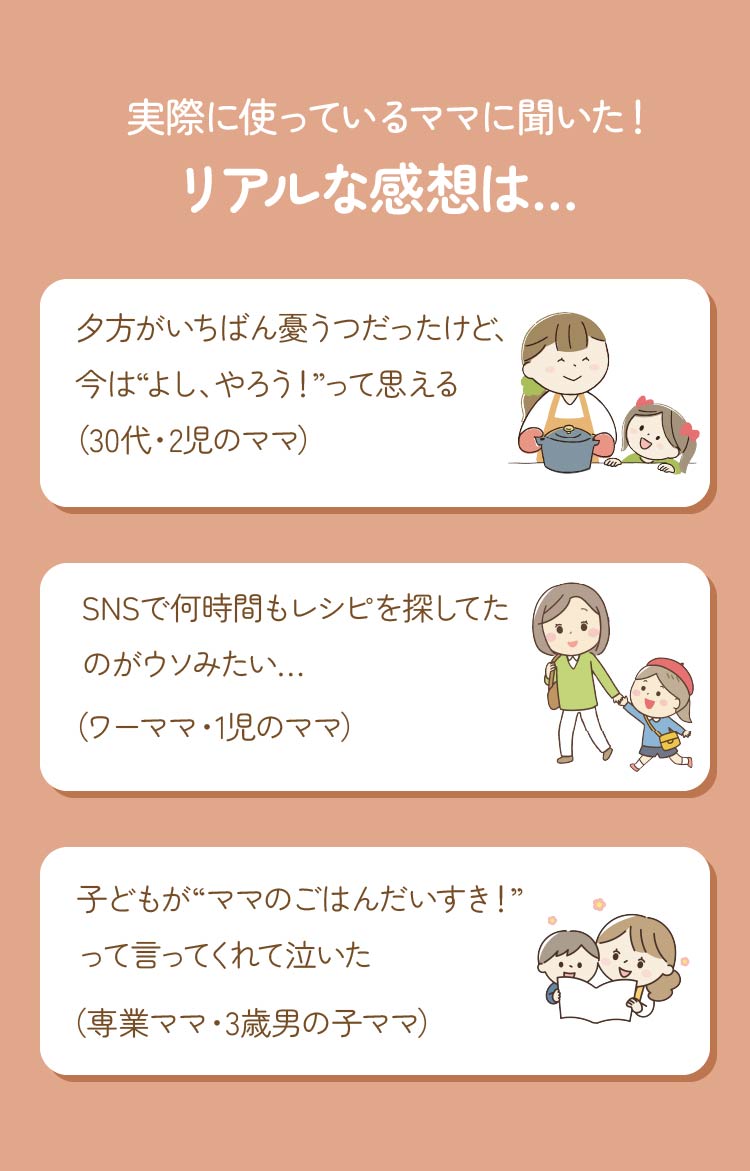 実際に使っているママに聞いた！
リアルな感想は...
夕方がいちばん憂うつだったけど、
今は“よし、やろう！”って思える
（30代・2児のママ）
SNSで何時間もレシピを探してた
のがウソみたい...
（ワーママ・1児のママ）
子どもが“ママのごはんだいすき！”
って言ってくれて泣いた
（専業ママ・3歳男の子ママ）